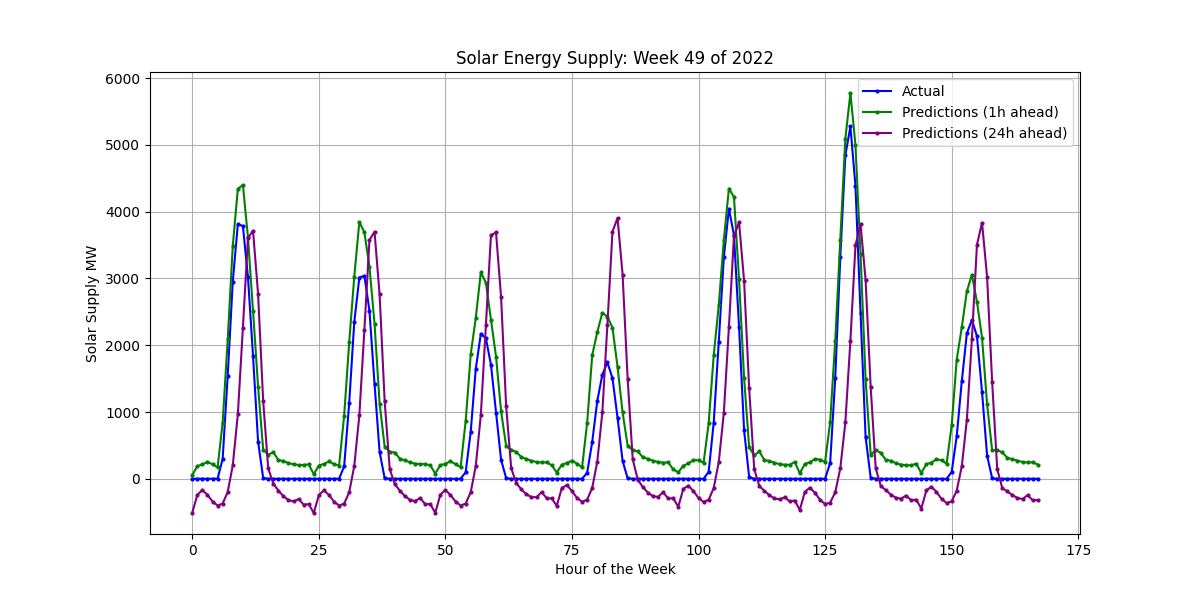 Solar Energy Supply: Week 49 of 2022
6000
5000
4000
3000
2000
1000
0
Solar Supply MW
Actual
Predictions (1h ahead)
Predictions (24h ahead)
0 25 50 75 100 125 150 175
Hour of the Week